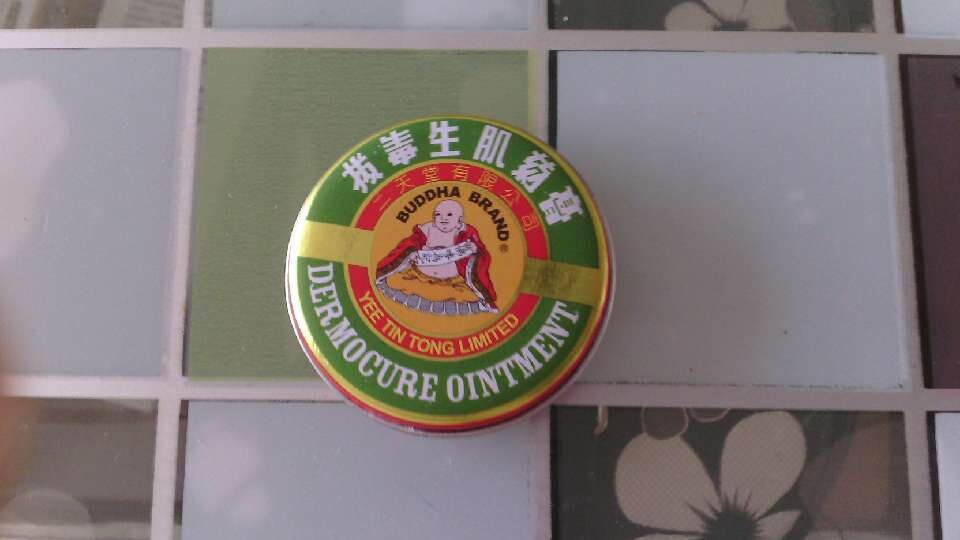 拔毒生肌藥膏
二天堂有限公司
BUDDHA BRAND®
YEE TIN TONG LIMITED
DERMOCURE OINTMENT